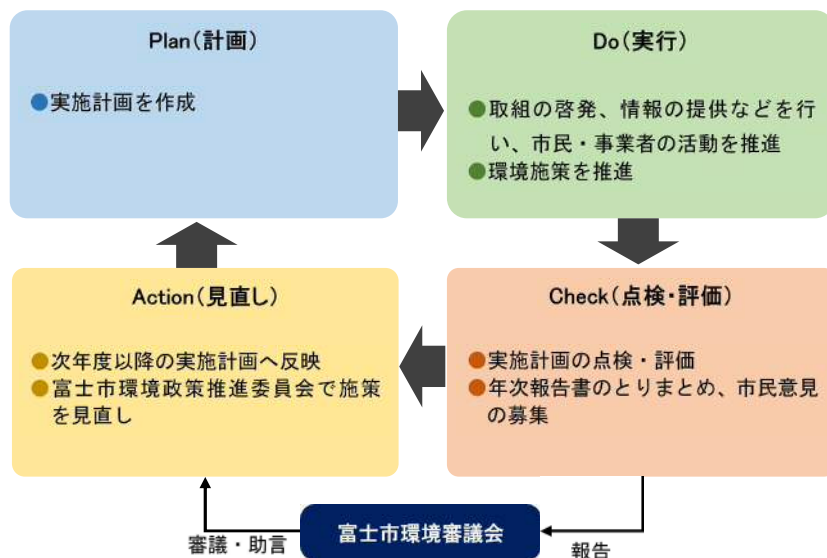 Plan(計画)
●実施計画を作成
Do(実行)
●取組の啓発、情報の提供などを行
い、市民・事業者の活動を推進
●環境施策を推進
Action(見直し)
●次年度以降の実施計画へ反映
●富士市環境政策推進委員会で施策
を見直し
Check(点検・評価)
●実施計画の点検・評価
●年次報告書のとりまとめ、市民意見
の募集
審議・助言
富士市環境審議会
報告